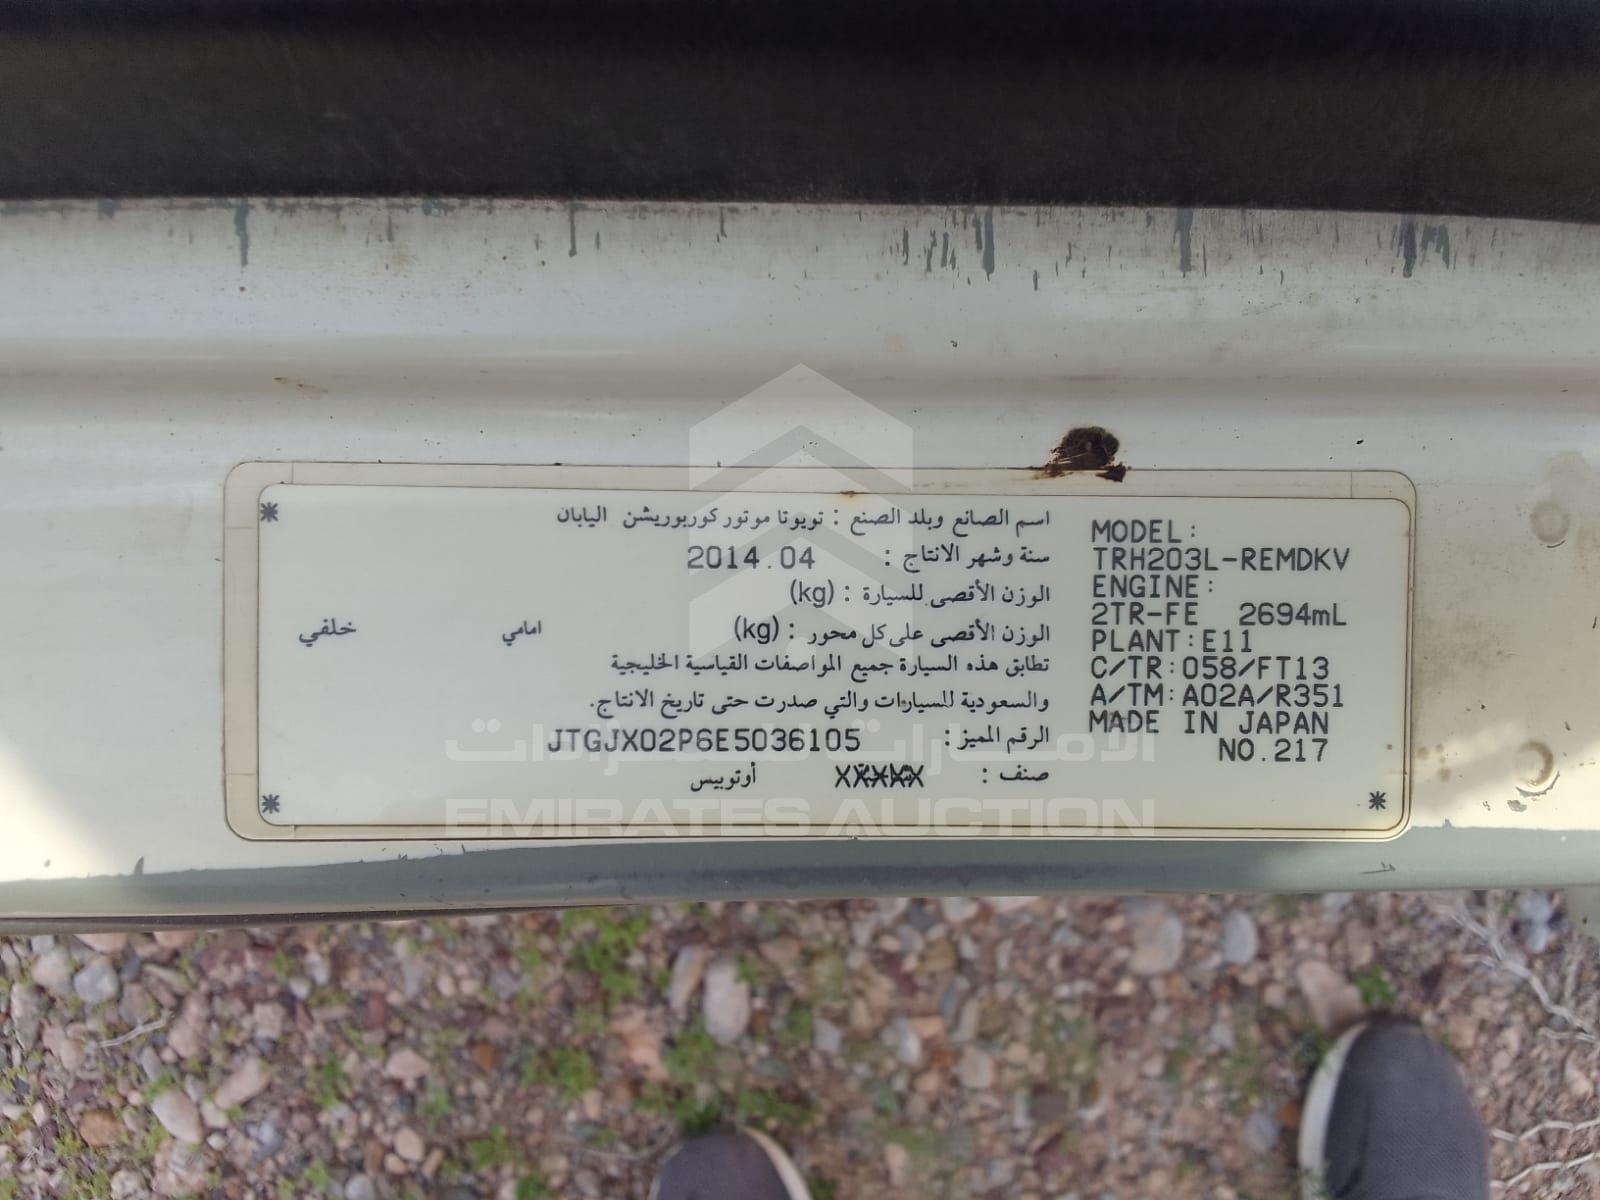 اسم الصانع وبلد الصنع : تويوتا موتور كوربوريشن اليابان
سنة وشهر الانتاج : 2014.04
الوزن الأقصى للسيارة : (kg)
الوزن الأقصى على كل محور : (kg) امامي خلفي
تطابق هذه السيارة جميع المواصفات القياسية الخليجية
والسعودية للسيارات والتي صدرت حتى تاريخ الانتاج.
الرقم المميز : JTGJX02P6E5036105
صنف : XXXXX أوتوبيس
MODEL:
TRH203L-REMDKV
ENGINE:
2TR-FE 2694mL
PLANT:E11
C/TR:058/FT13
A/TM:A02A/R351
MADE IN JAPAN
NO.217
الامارات للمزادات
EMIRATES AUCTION